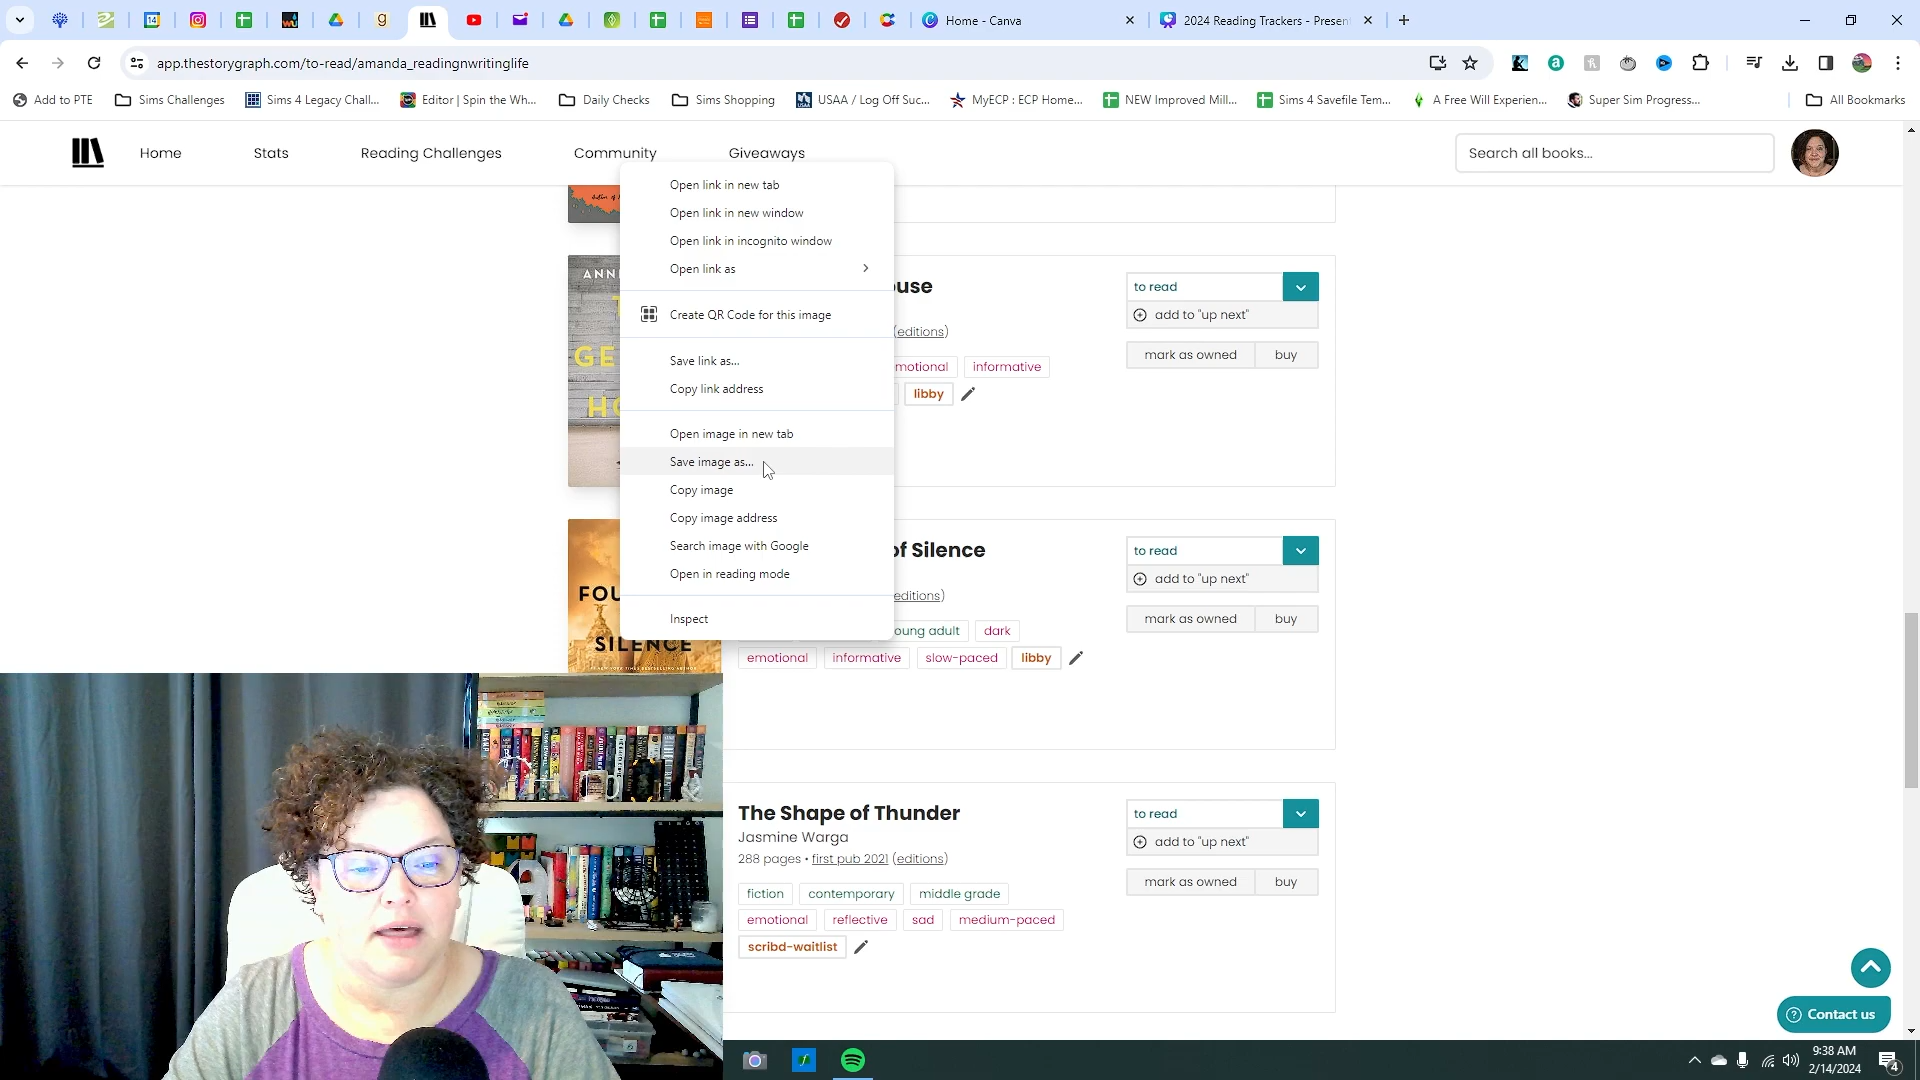 Home - Canva
2024 Reading Trackers - Presen
app.thestorygraph.com/to-read/amanda_readingnwritinglife
Add to PTE
Sims Challenges
Sims 4 Legacy Chall...
Editor | Spin the Wh...
Daily Checks
Sims Shopping
USAA / Log Off Suc...
MyECP : ECP Home...
NEW Improved Mill...
Sims 4 Savefile Tem...
A Free Will Experien...
Super Sim Progress...
All Bookmarks
Home
Stats
Reading Challenges
Community
Giveaways
Search all books...
Open link in new tab
Open link in new window
Open link in incognito window
Open link as
Create QR Code for this image
Save link as...
Copy link address
Open image in new tab
Save image as...
Copy image
Copy image address
Search image with Google
Open in reading mode
Inspect
ANN
GE
HO
use
(editions)
motional
informative
libby
to read
add to "up next"
mark as owned
buy
FOU
SILENCE
of Silence
editions)
oung adult
dark
emotional
informative
slow-paced
libby
to read
add to "up next"
mark as owned
buy
The Shape of Thunder
Jasmine Warga
288 pages • first pub 2021 (editions)
fiction
contemporary
middle grade
emotional
reflective
sad
medium-paced
scribd-waitlist
to read
add to "up next"
mark as owned
buy
Contact us
9:38 AM
2/14/2024
4